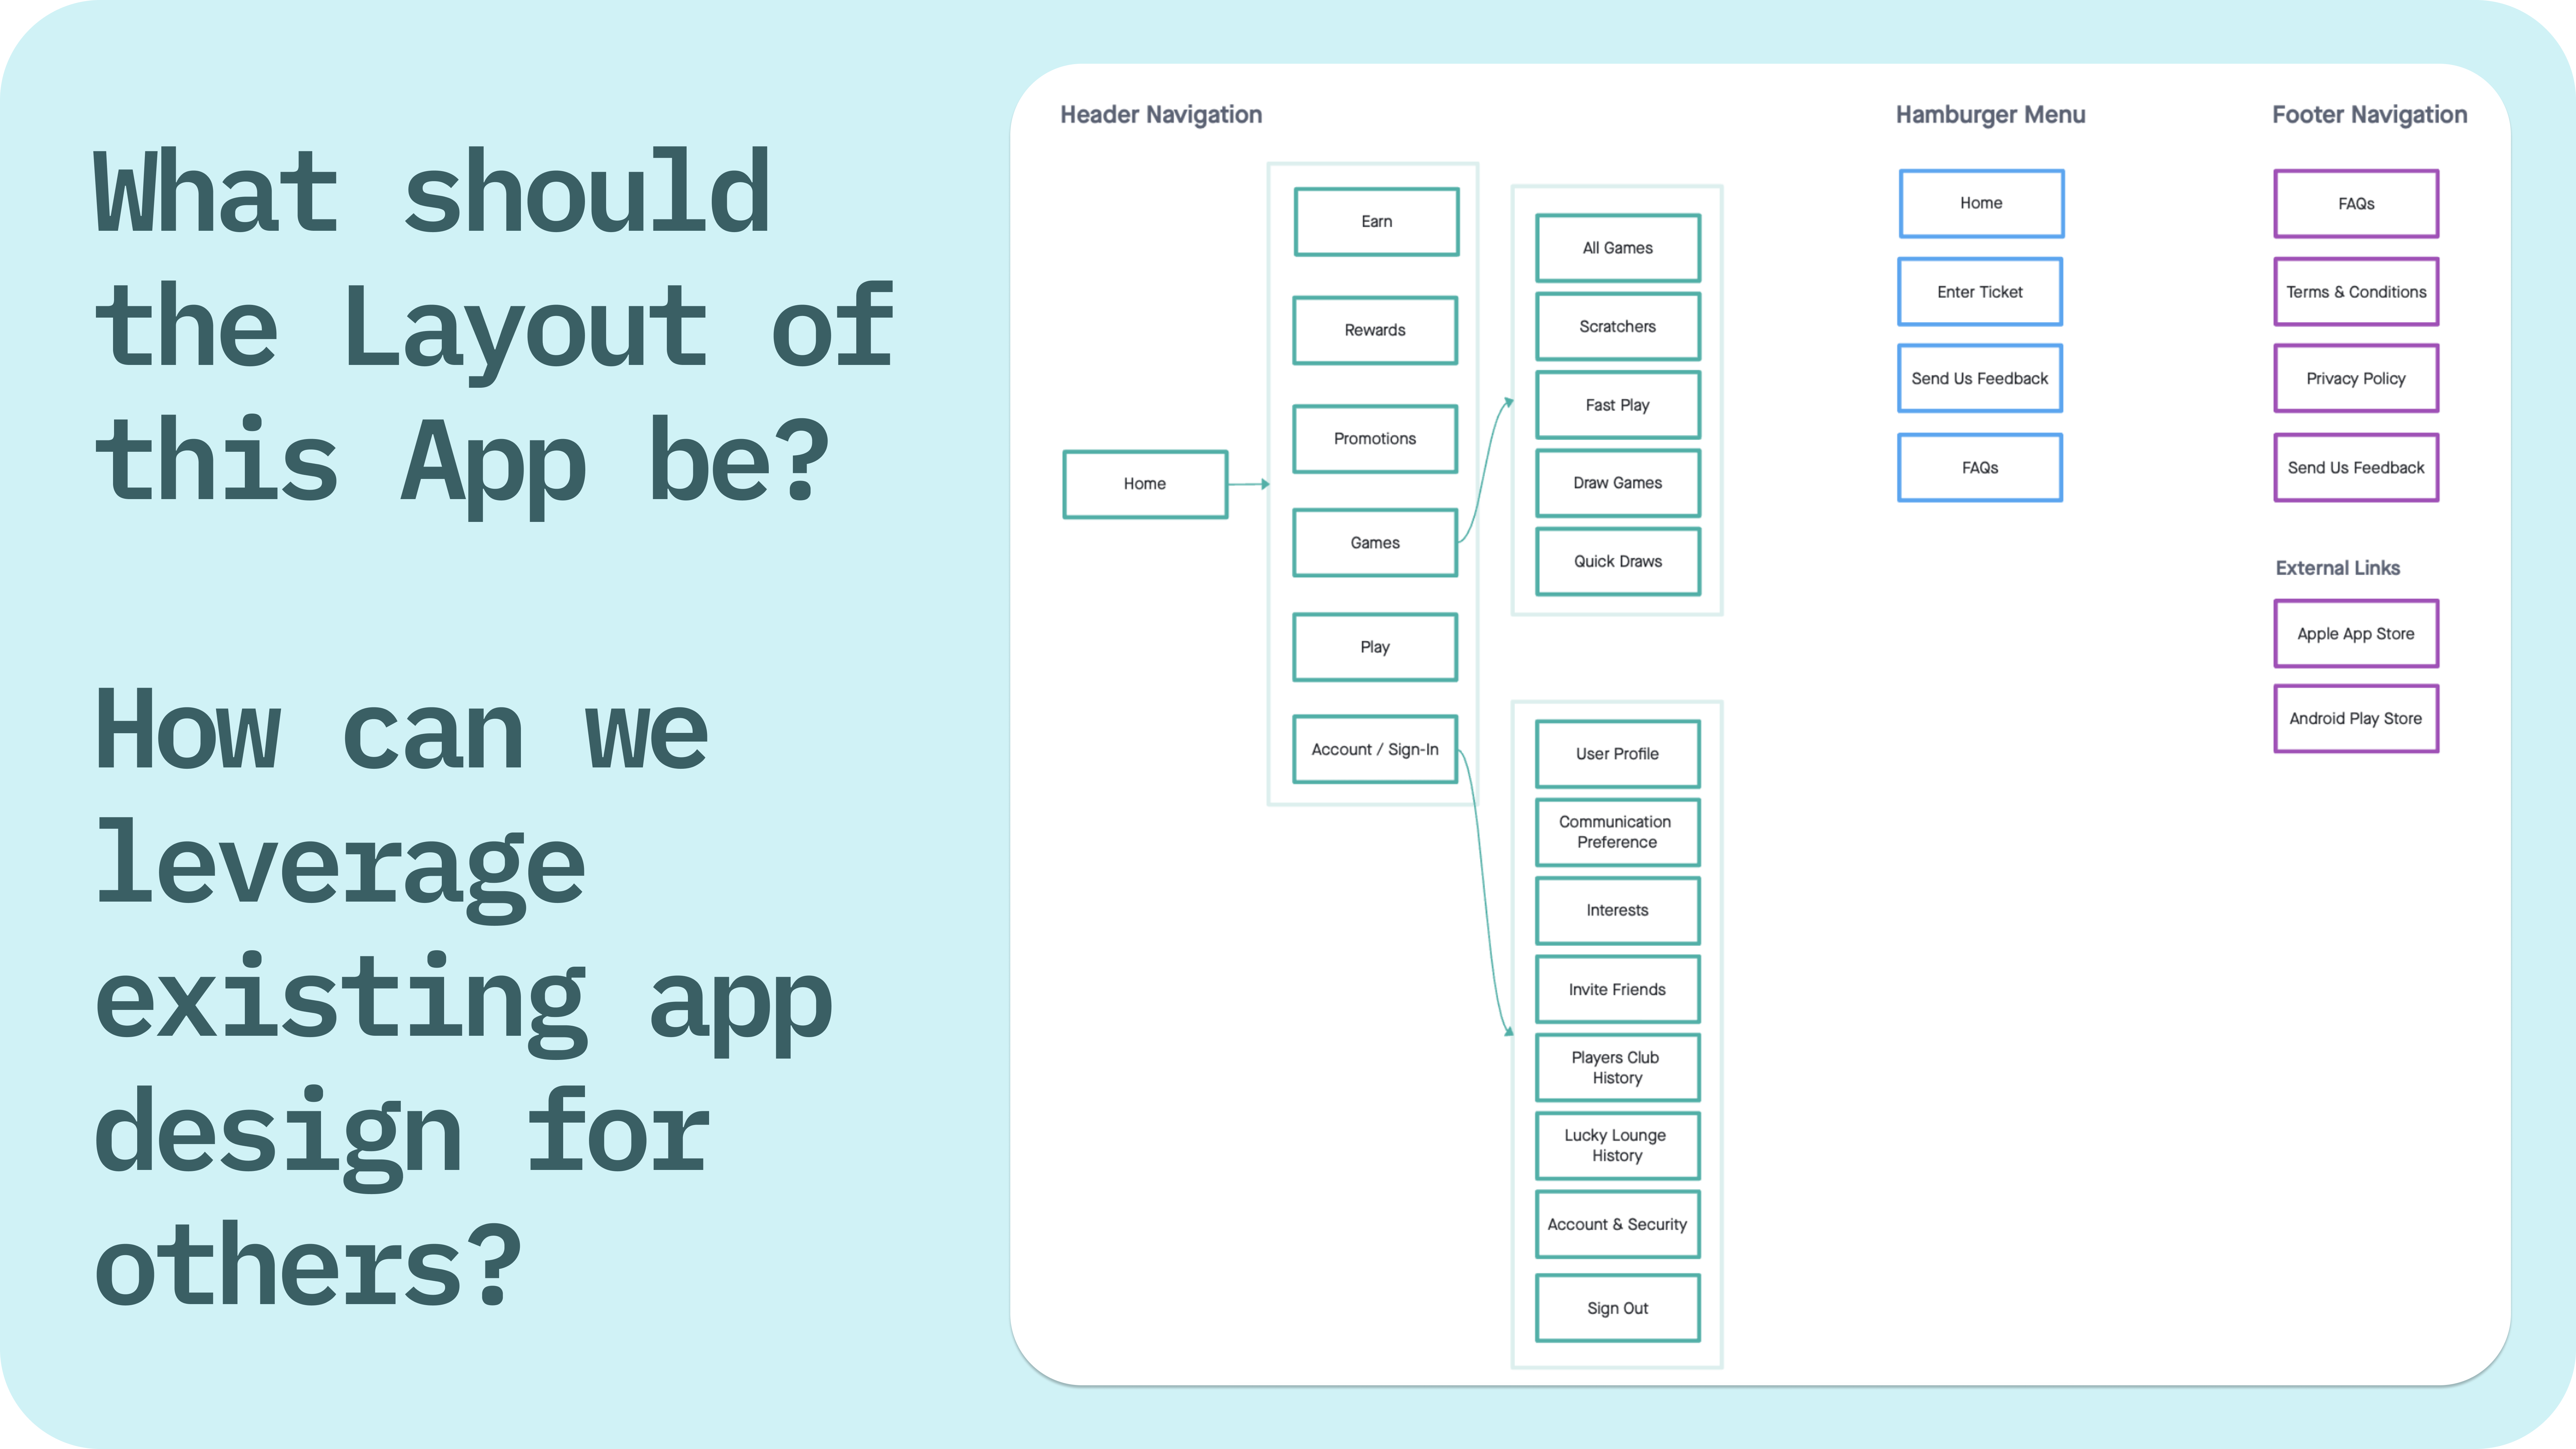 What should
the Layout of
this App be?
How can we
leverage
existing app
design for
others?
Header Navigation
Home
Earn
Rewards
Promotions
Games
Play
Account / Sign-In
All Games
Scratchers
Fast Play
Draw Games
Quick Draws
User Profile
Communication
Preference
Interests
Invite Friends
Players Club
History
Lucky Lounge
History
Account & Security
Sign Out
Hamburger Menu
Home
Enter Ticket
Send Us Feedback
FAQs
Footer Navigation
FAQs
Terms & Conditions
Privacy Policy
Send Us Feedback
External Links
Apple App Store
Android Play Store